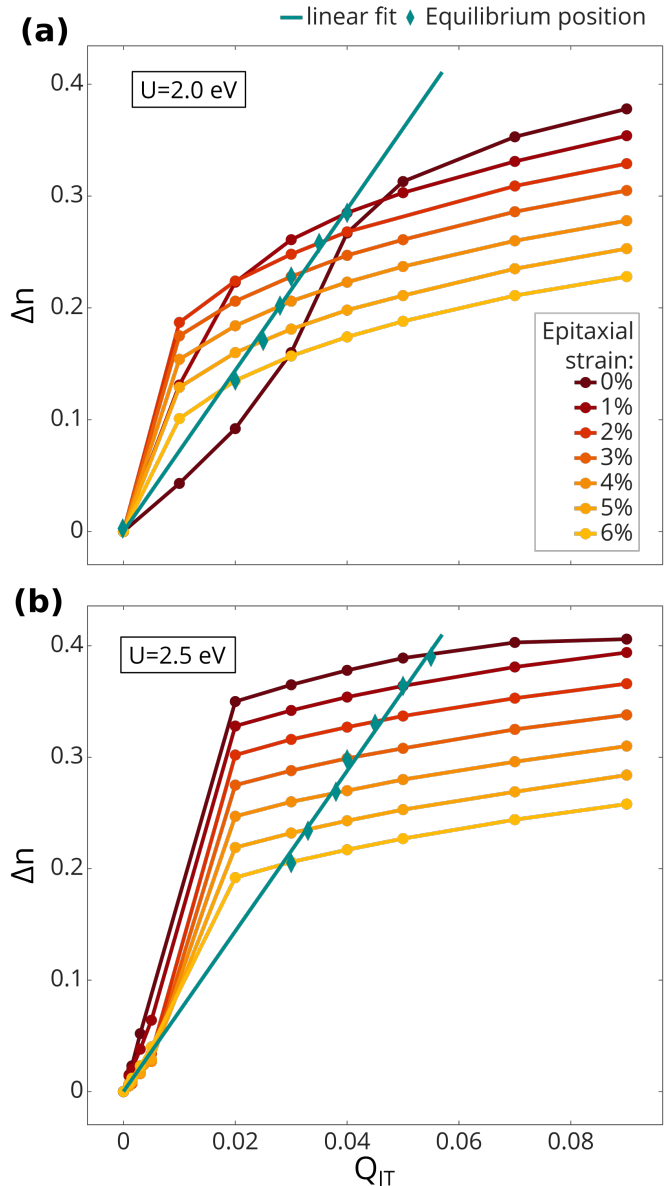 linear fit Equilibrium position
(a)
U=2.0 eV
0.4
0.3
0.2
0.1
0
Δn
Epitaxial
strain:
0%
1%
2%
3%
4%
5%
6%
(b)
U=2.5 eV
0.4
0.3
0.2
0.1
0
Δn
0 0.02 0.04 0.06 0.08
Q_IT